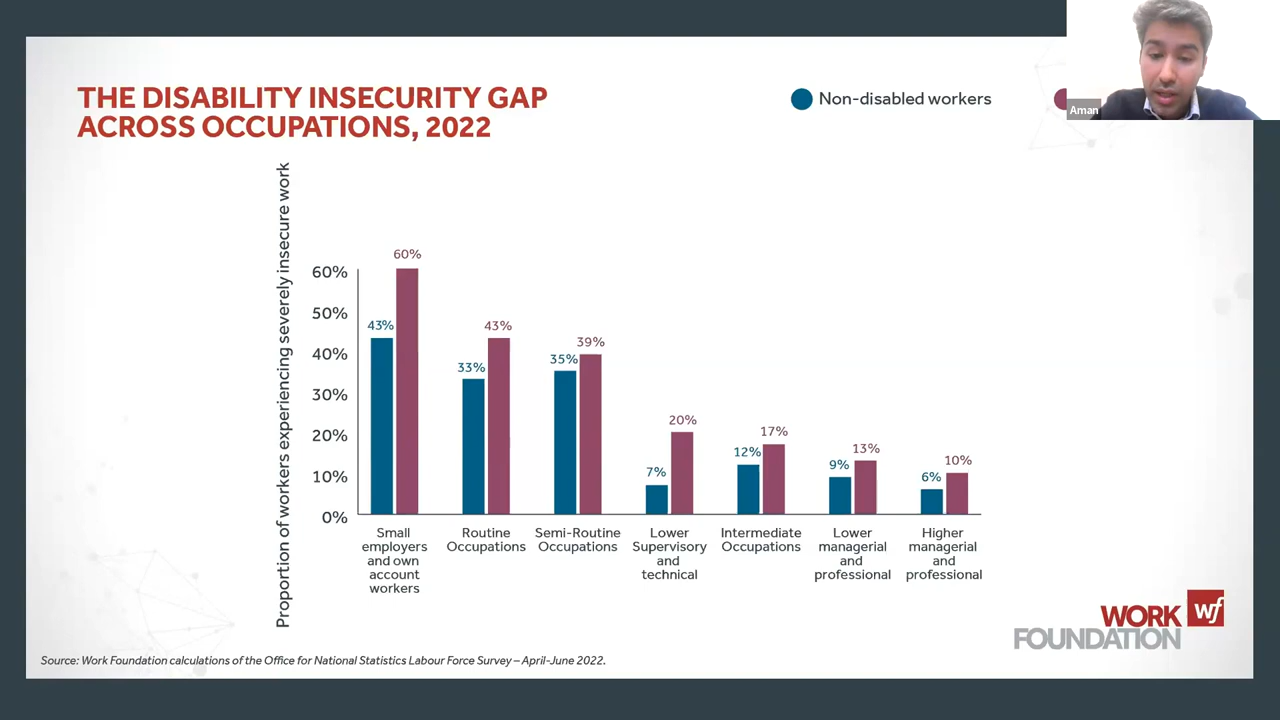 THE DISABILITY INSECURITY GAP
ACROSS OCCUPATIONS, 2022
Non-disabled workers
Aman
Proportion of workers experiencing severely insecure work
60%
50%
40%
30%
20%
10%
0%
43%
60%
33%
43%
35%
39%
7%
20%
12%
17%
9%
13%
6%
10%
Small
employers
and own
account
workers
Routine
Occupations
Semi-Routine
Occupations
Lower
Supervisory
and
technical
Intermediate
Occupations
Lower
managerial
and
professional
Higher
managerial
and
professional
WORK
FOUNDATION
wf
Source: Work Foundation calculations of the Office for National Statistics Labour Force Survey – April-June 2022.